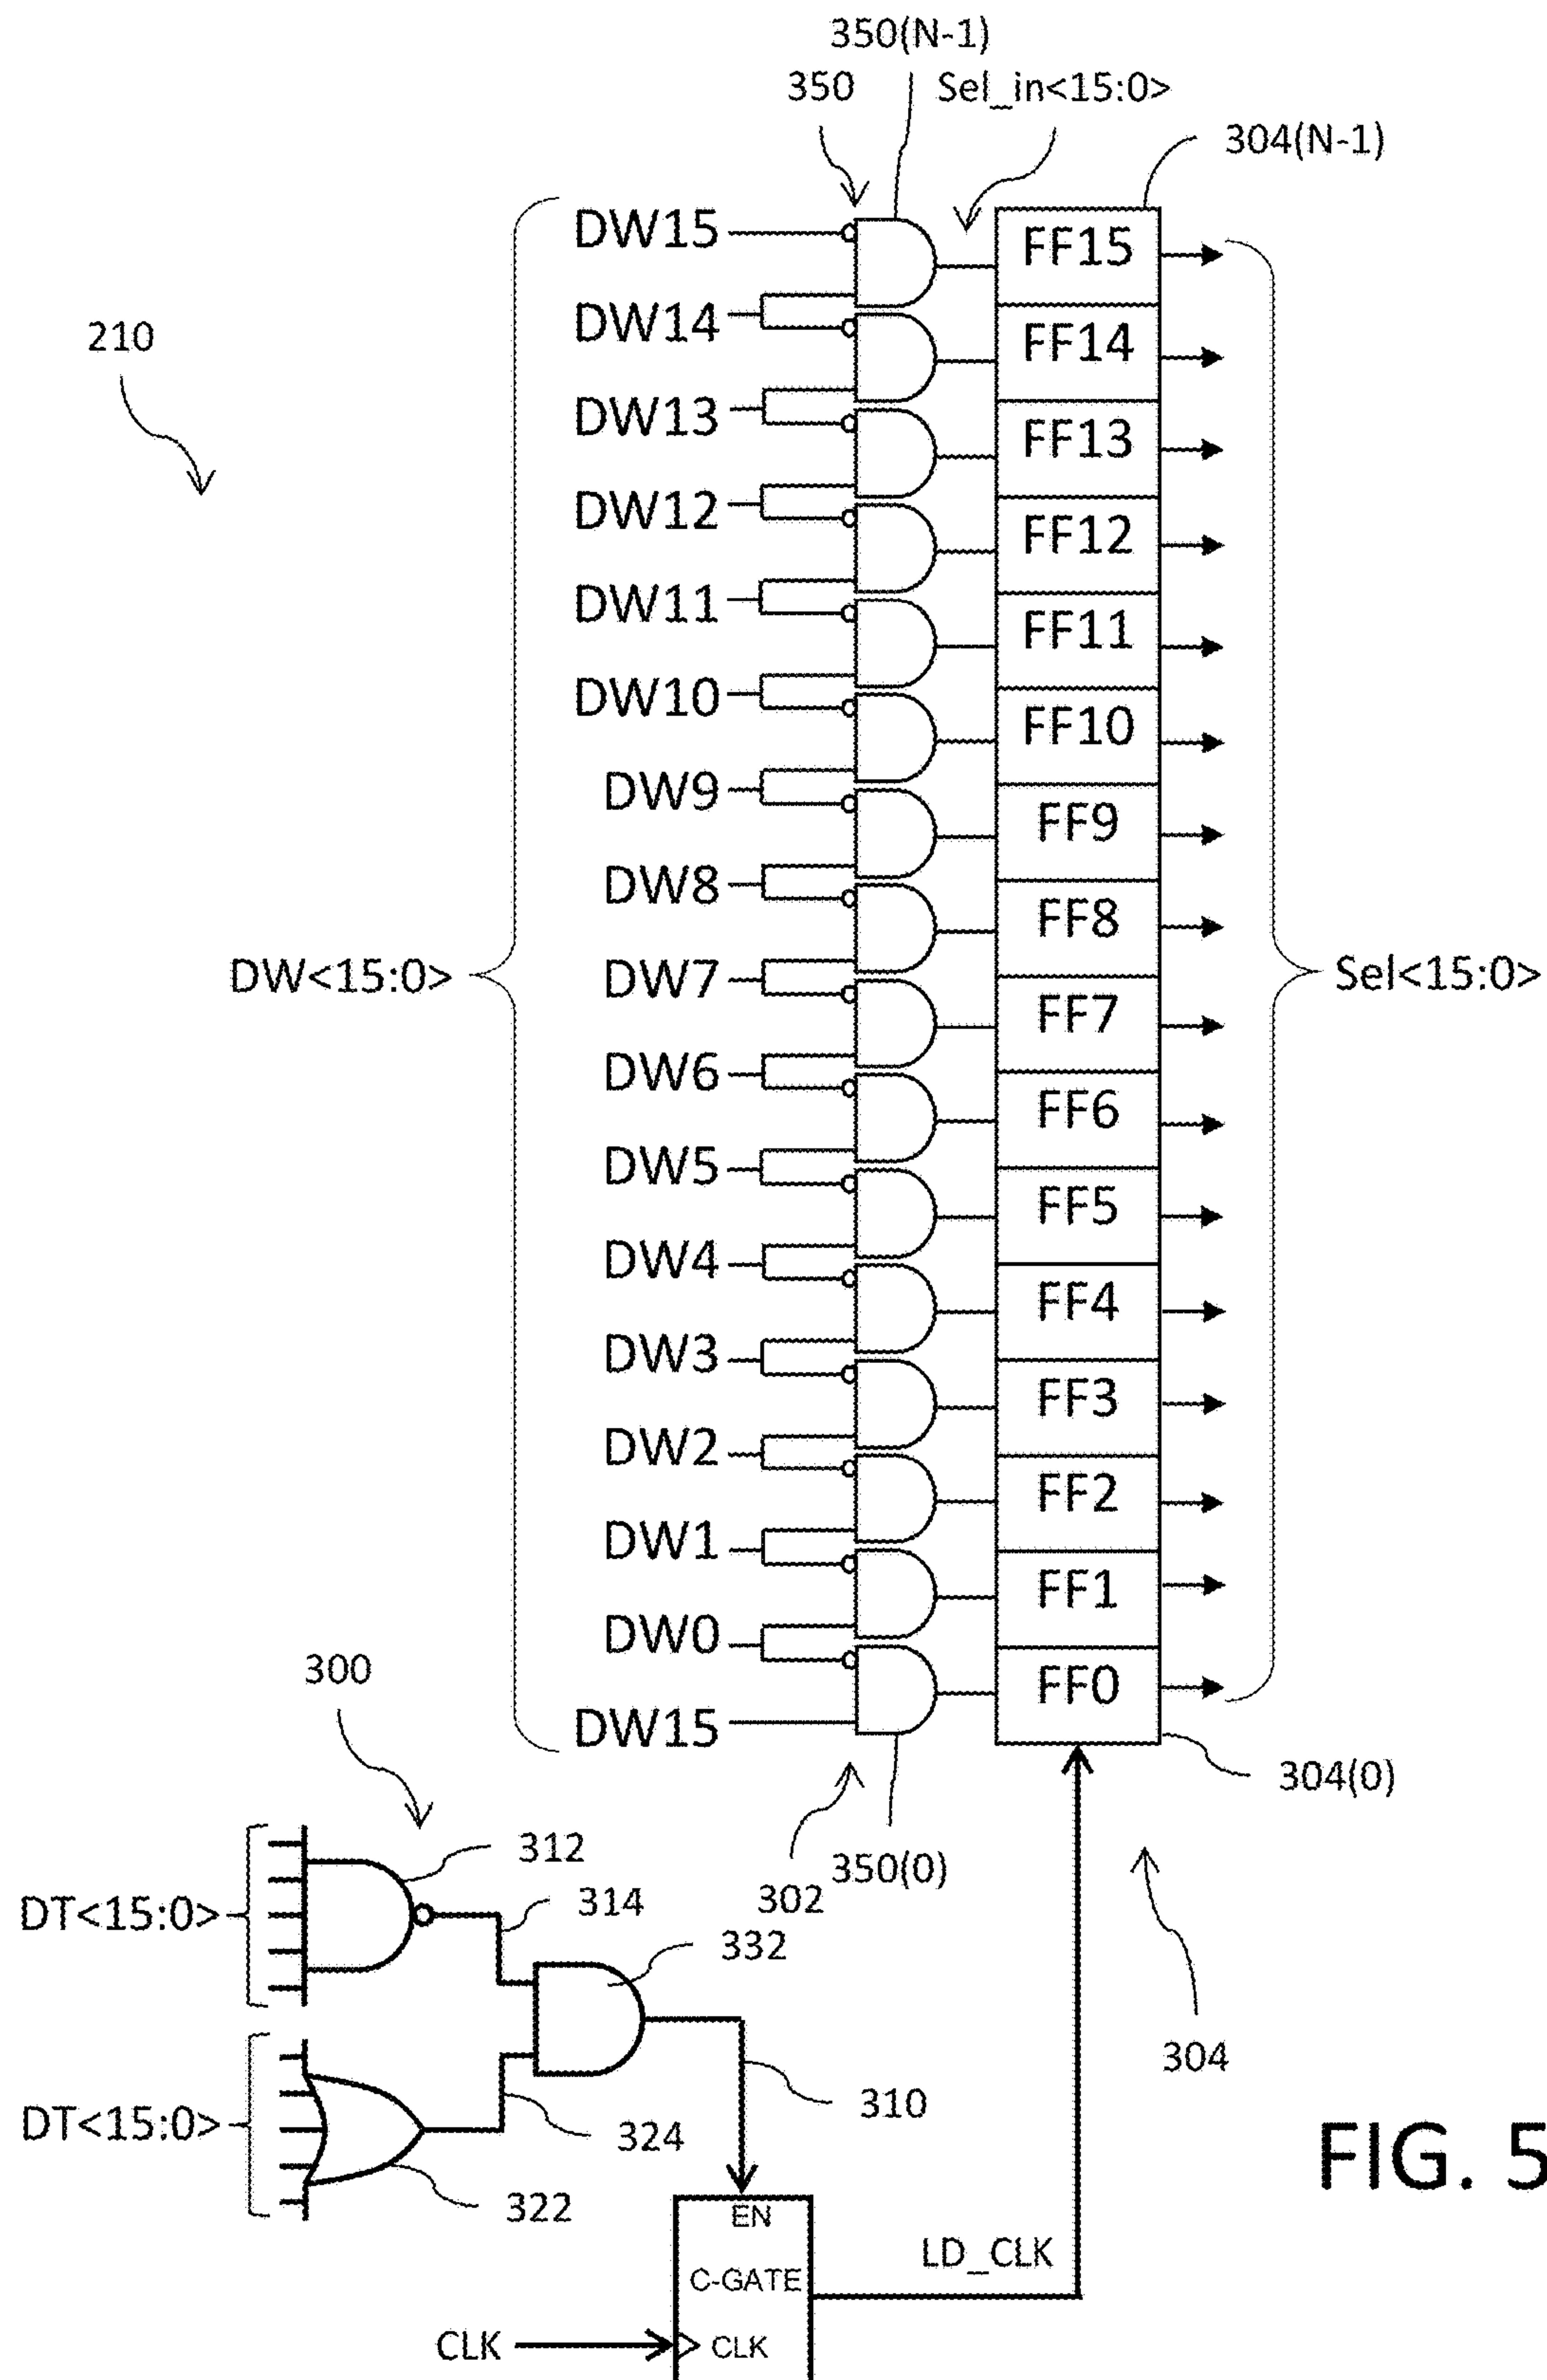 350(N-1)
350 Sel_in<15:0>
304(N-1)
DW15 FF15
DW14 FF14
210
DW13 FF13
DW12 FF12
DW11 FF11
DW10 FF10
DW9 FF9
DW8 FF8
DW<15:0> DW7 FF7 Sel<15:0>
DW6 FF6
DW5 FF5
DW4 FF4
DW3 FF3
DW2 FF2
DW1 FF1
DW0 FF0
300
DW15
304(0)
312 350(0)
DT<15:0> 314 302
332
304
DT<15:0> 324 310
322
FIG. 5
EN
C-GATE LD_CLK
CLK CLK